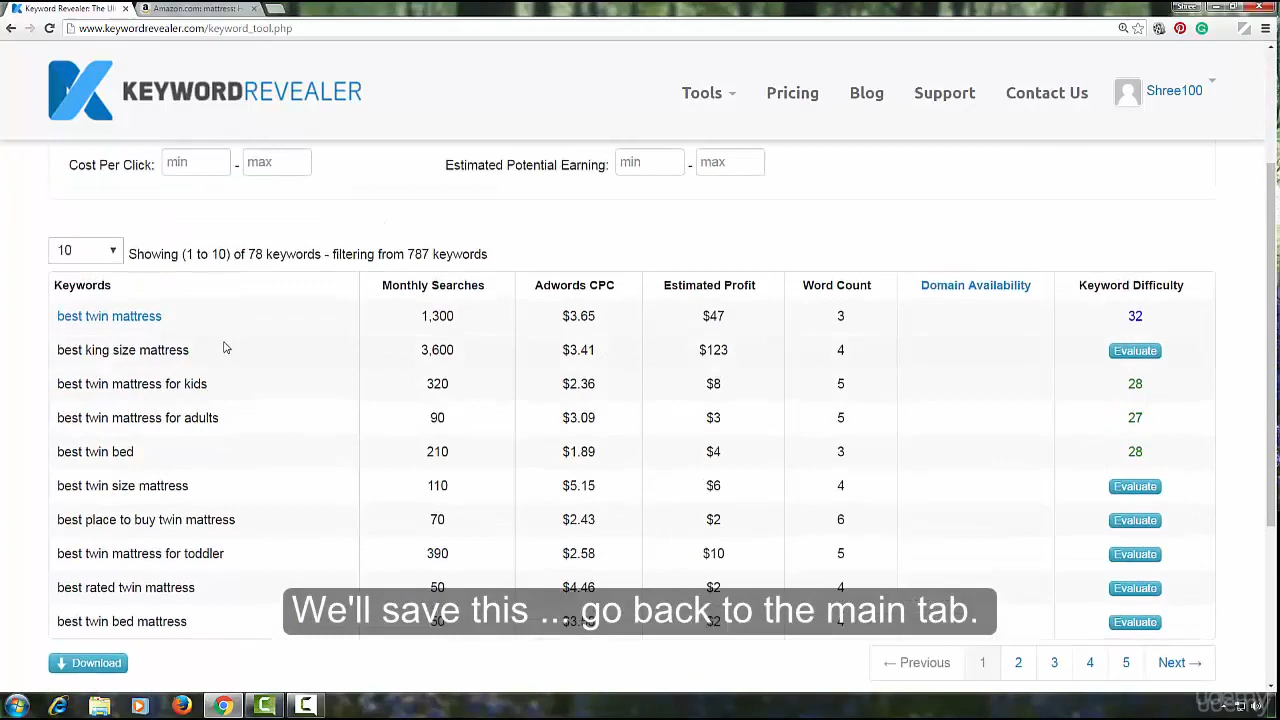 Keyword Revealer: The Ul
Amazon.com: mattress: H
Shree
www.keywordrevealer.com/keyword_tool.php
KEYWORDREVEALER
Tools Pricing Blog Support Contact Us Shree100
Cost Per Click: min - max Estimated Potential Earning: min - max
10 Showing (1 to 10) of 78 keywords - filtering from 787 keywords
Keywords Monthly Searches Adwords CPC Estimated Profit Word Count Domain Availability Keyword Difficulty
best twin mattress 1,300 $3.65 $47 3 32
best king size mattress 3,600 $3.41 $123 4 Evaluate
best twin mattress for kids 320 $2.36 $8 5 28
best twin mattress for adults 90 $3.09 $3 5 27
best twin bed 210 $1.89 $4 3 28
best twin size mattress 110 $5.15 $6 4 Evaluate
best place to buy twin mattress 70 $2.43 $2 6 Evaluate
best twin mattress for toddler 390 $2.58 $10 5 Evaluate
best rated twin mattress 50 $4.46 $2 4 Evaluate
We'll save this ... go back to the main tab.
best twin bed mattress Evaluate
Download ← Previous 1 2 3 4 5 Next →
udemy